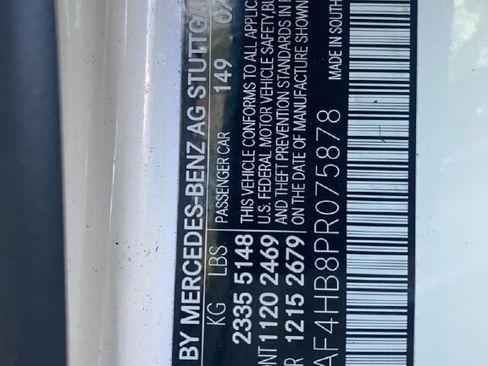 BY MERCEDES-BENZ AG STUTTGA
KG LBS PASSENGER CAR 149
2335 5148 THIS VEHICLE CONFORMS TO ALL APPLIC
ONT 1120 2469 U.S. FEDERAL MOTOR VEHICLE SAFETY, BU
R 1215 2679 AND THEFT PREVENTION STANDARDS IN
ON THE DATE OF MANUFACTURE SHOWN
AF4HB8PR075878 MADE IN SOUTH